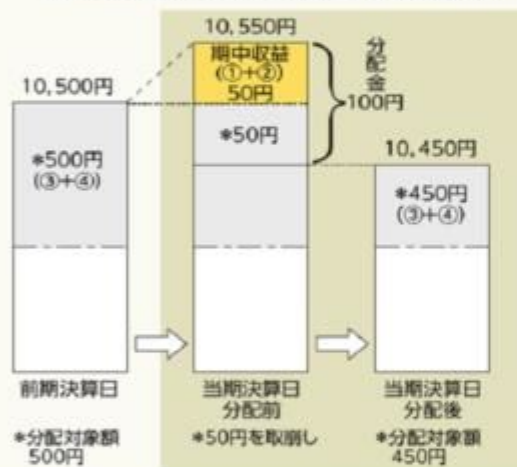 10,550円
10,500円
期中収益
(①+②)
50円
分配金
100円
*500円
(③+④)
*50円
10,450円
*450円
(③+④)
前期決算日
当期決算日
分配前
当期決算日
分配後
*分配対象額
500円
*50円を取崩し
*分配対象額
450円